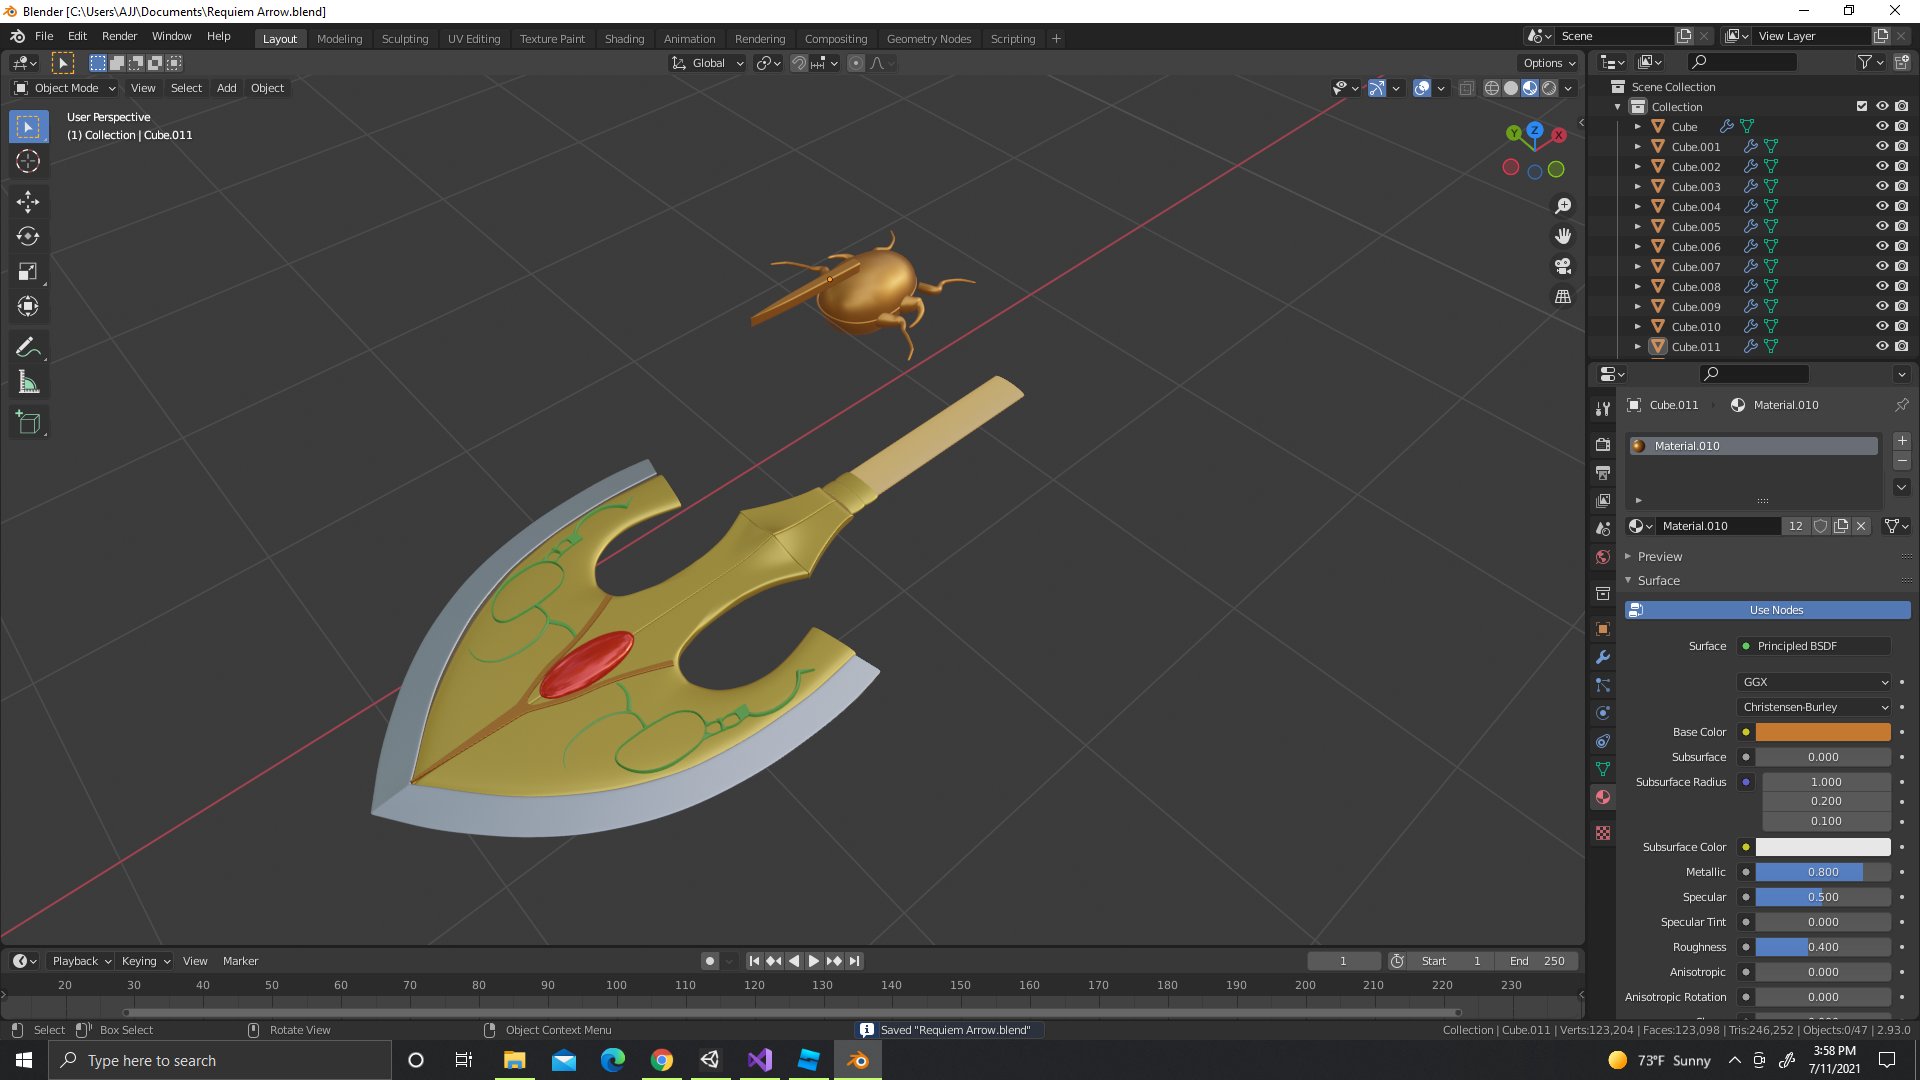 Blender [C:\Users\AJJ\Documents\Requiem Arrow.blend]
File Edit Render Window Help Layout Modeling Sculpting UV Editing Texture Paint Shading Animation Rendering Compositing Geometry Nodes Scripting + Scene View Layer
Global Options
Object Mode View Select Add Object
User Perspective
(1) Collection | Cube.011
Y Z X
Scene Collection
Collection
Cube
Cube.001
Cube.002
Cube.003
Cube.004
Cube.005
Cube.006
Cube.007
Cube.008
Cube.009
Cube.010
Cube.011
Cube.011 Material.010
Material.010
Material.010 12
Preview
Surface
Use Nodes
Surface Principled BSDF
GGX
Christensen-Burley
Base Color
Subsurface 0.000
Subsurface Radius 1.000
0.200
0.100
Subsurface Color
Metallic 0.800
Specular 0.500
Specular Tint 0.000
Roughness 0.400
Anisotropic 0.000
Anisotropic Rotation 0.000
Playback Keying View Marker 1 Start 1 End 250
20 30 40 50 60 70 80 90 100 110 120 130 140 150 160 170 180 190 200 210 220 230
Select Box Select Rotate View Object Context Menu Saved "Requiem Arrow.blend" Collection | Cube.011 | Verts:123,204 | Faces:123,098 | Tris:246,252 | Objects:0/47 | 2.93.0
Type here to search 73°F Sunny
3:58 PM
7/11/2021